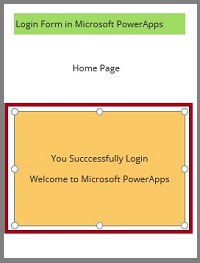 Login Form in Microsoft PowerApps
Home Page
You Succcessfully Login
Welcome to Microsoft PowerApps